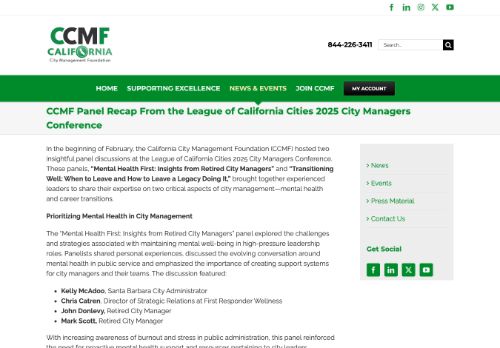 CCMF
CALIFORNIA
City Management Foundation
844-226-3411
Search...
HOME SUPPORTING EXCELLENCE NEWS & EVENTS JOIN CCMF MY ACCOUNT
CCMF Panel Recap From the League of California Cities 2025 City Managers
Conference
In the beginning of February, the California City Management Foundation (CCMF) hosted two
insightful panel discussions at the League of California Cities 2025 City Managers Conference.
These panels, "Mental Health First: Insights from Retired City Managers" and "Transitioning
Well: When to Leave and How to Leave a Legacy Doing It," brought together experienced
leaders to share their expertise on two critical aspects of city management—mental health
and career transitions.
Prioritizing Mental Health in City Management
The "Mental Health First: Insights from Retired City Managers" panel explored the challenges
and strategies associated with maintaining mental well-being in high-pressure leadership
roles. Panelists shared personal experiences, discussed the evolving conversation around
mental health in public service and emphasized the importance of creating support systems
for city managers and their teams. The discussion featured:
• Kelly McAdoo, Santa Barbara City Administrator
• Chris Catren, Director of Strategic Relations at First Responder Wellness
• John Donlevy, Retired City Manager
• Mark Scott, Retired City Manager
With increasing awareness of burnout and stress in public administration, this panel reinforced
the need for proactive mental health support and resources pertaining to city leaders
> News
> Events
> Press Material
> Contact Us
Get Social